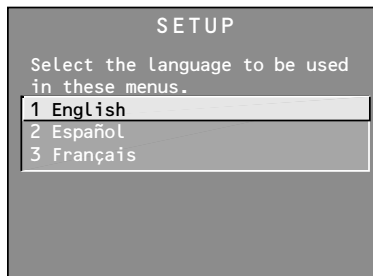 SETUP
Select the language to be used
in these menus.
1 English
2 Español
3 Français